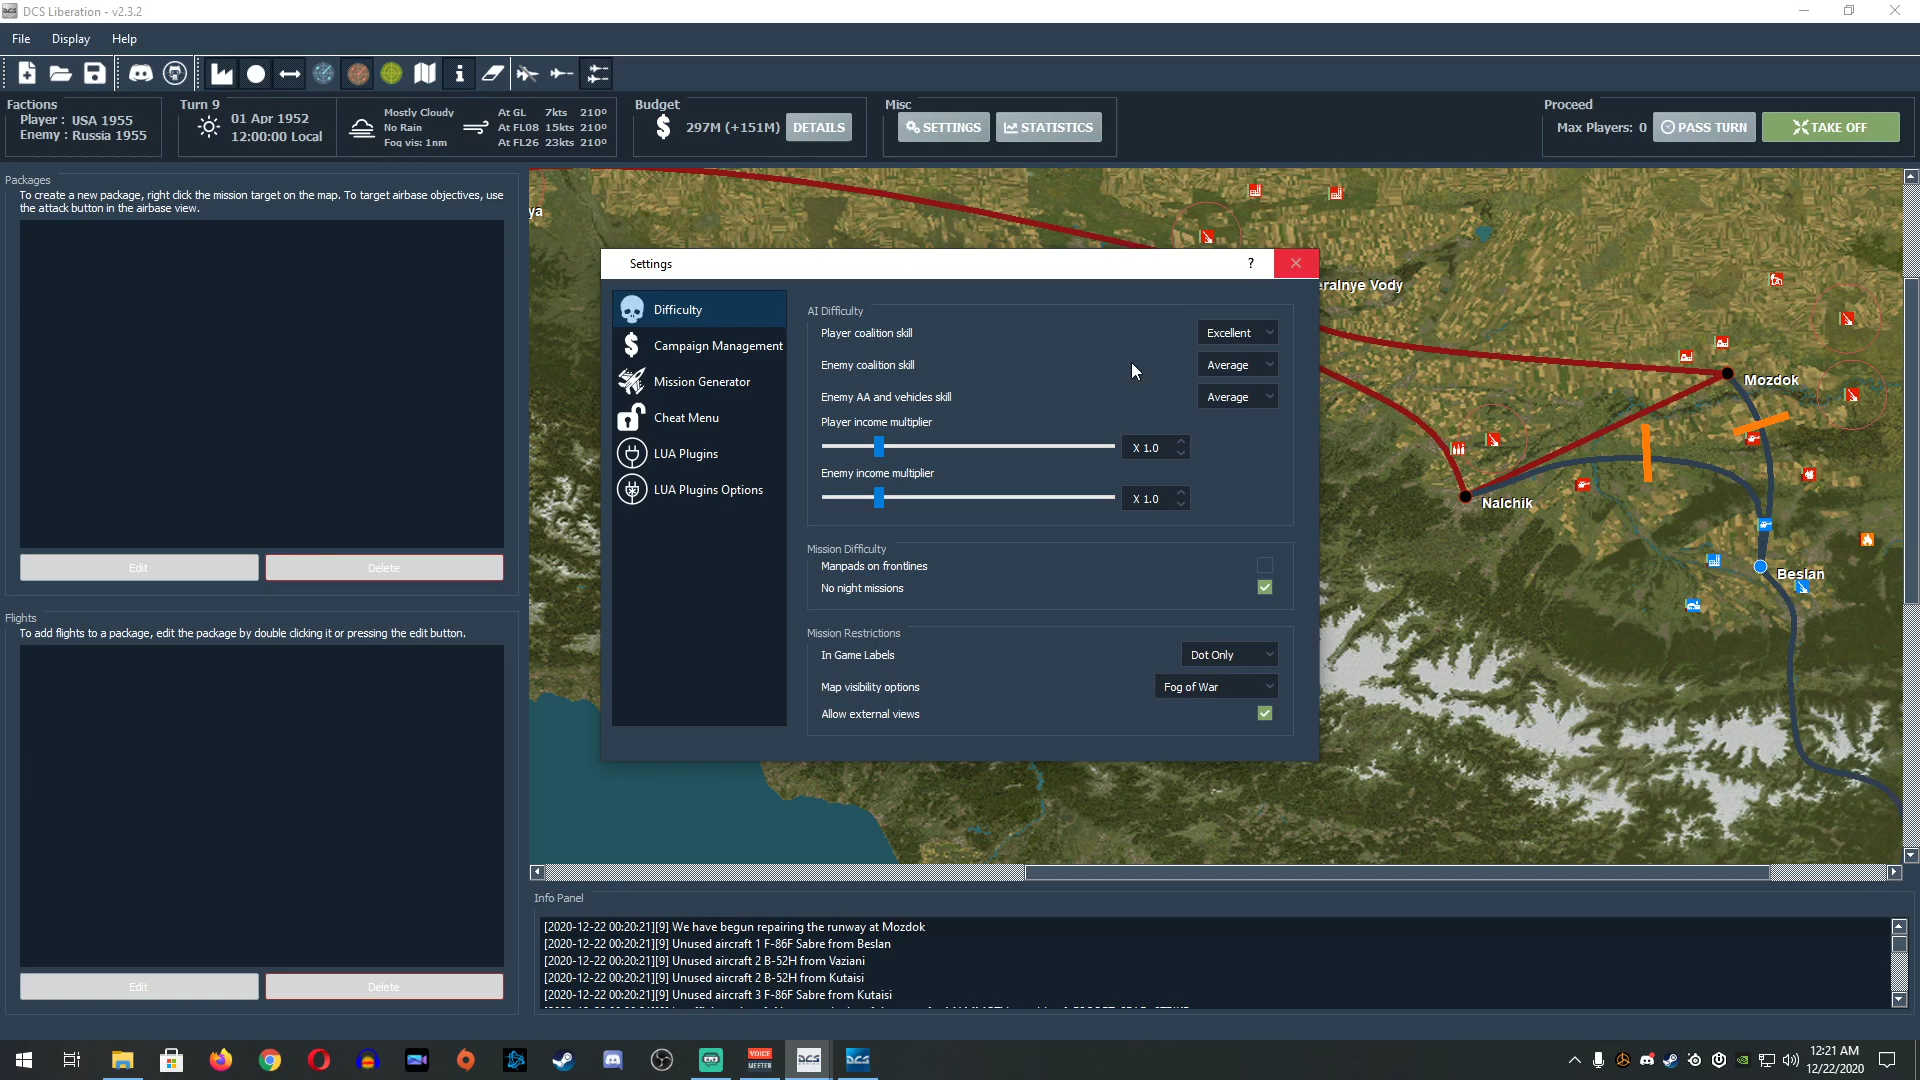 DCS Liberation - v2.3.2
File Display Help
Factions
Player : USA 1955
Enemy : Russia 1955
Turn 9
01 Apr 1952
12:00:00 Local
Mostly Cloudy
No Rain
Fog vis: 1nm
At GL 7kts 210º
At FL08 15kts 210º
At FL26 23kts 210º
Budget
297M (+151M) DETAILS
Misc
SETTINGS STATISTICS
Proceed
Max Players: 0 PASS TURN TAKE OFF
Packages
To create a new package, right click the mission target on the map. To target airbase objectives, use
the attack button in the airbase view.
Edit Delete
Flights
To add flights to a package, edit the package by double clicking it or pressing the edit button.
Edit Delete
ya
eralnye Vody
Mozdok
Nalchik
Beslan
Settings
?
Difficulty
Campaign Management
Mission Generator
Cheat Menu
LUA Plugins
LUA Plugins Options
AI Difficulty
Player coalition skill Excellent
Enemy coalition skill Average
Enemy AA and vehicles skill Average
Player income multiplier
X 1.0
Enemy income multiplier
X 1.0
Mission Difficulty
Manpads on frontlines
No night missions
Mission Restrictions
In Game Labels Dot Only
Map visibility options Fog of War
Allow external views
Info Panel
[2020-12-22 00:20:21][9] We have begun repairing the runway at Mozdok
[2020-12-22 00:20:21][9] Unused aircraft 1 F-86F Sabre from Beslan
[2020-12-22 00:20:21][9] Unused aircraft 2 B-52H from Vaziani
[2020-12-22 00:20:21][9] Unused aircraft 2 B-52H from Kutaisi
[2020-12-22 00:20:21][9] Unused aircraft 3 F-86F Sabre from Kutaisi
VOICE
MEETER
DCS
DCS
12:21 AM
12/22/2020